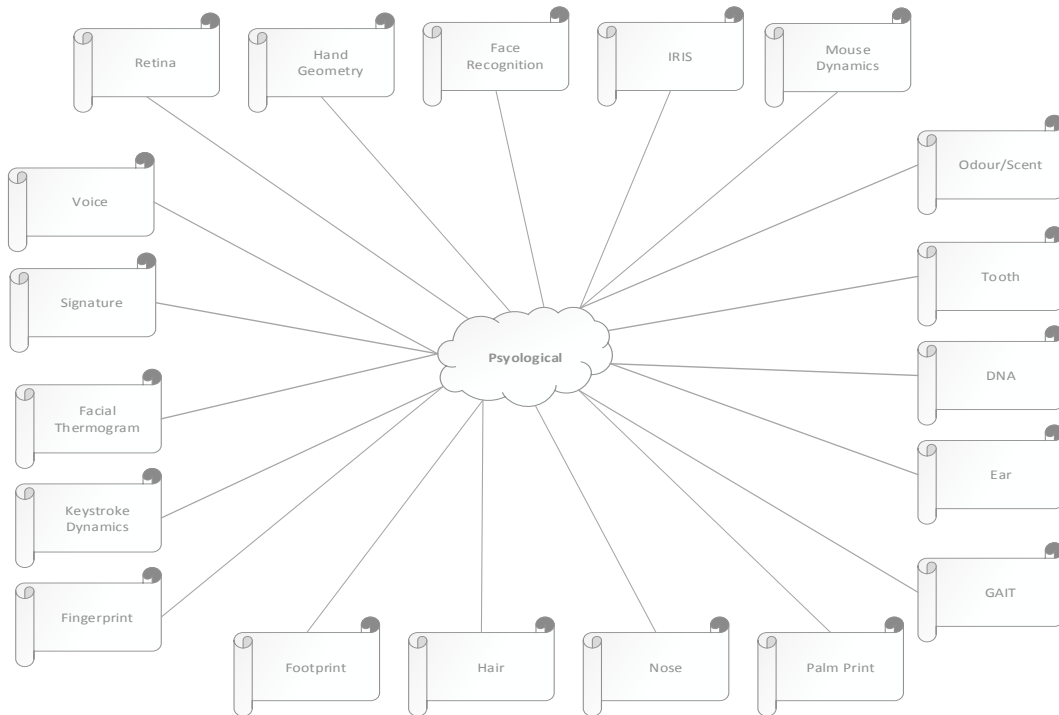 Retina
Hand
Geometry
Face
Recognition
IRIS
Mouse
Dynamics
Odour/Scent
Voice
Tooth
Signature
Psyological
DNA
Facial
Thermogram
Ear
Keystroke
Dynamics
GAIT
Fingerprint
Footprint
Hair
Nose
Palm Print